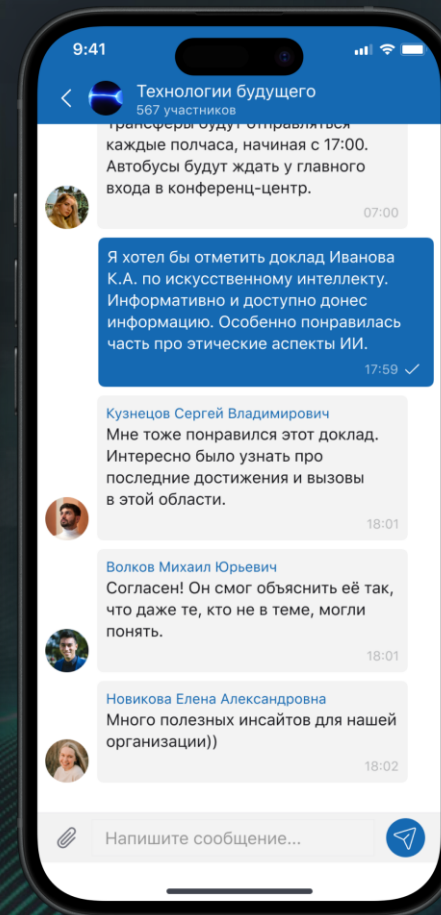 9:41
Технологии будущего
567 участников
Трансферы будут отправляться
каждые полчаса, начиная с 17:00.
Автобусы будут ждать у главного
входа в конференц-центр.
07:00
Я хотел бы отметить доклад Иванова
К.А. по искусственному интеллекту.
Информативно и доступно донес
информацию. Особенно понравилась
часть про этические аспекты ИИ.
17:59
Кузнецов Сергей Владимирович
Мне тоже понравился этот доклад.
Интересно было узнать про
последние достижения и вызовы
в этой области.
18:01
Волков Михаил Юрьевич
Согласен! Он смог объяснить её так,
что даже те, кто не в теме, могли
понять.
18:01
Новикова Елена Александровна
Много полезных инсайтов для нашей
организации))
18:02
Напишите сообщение...